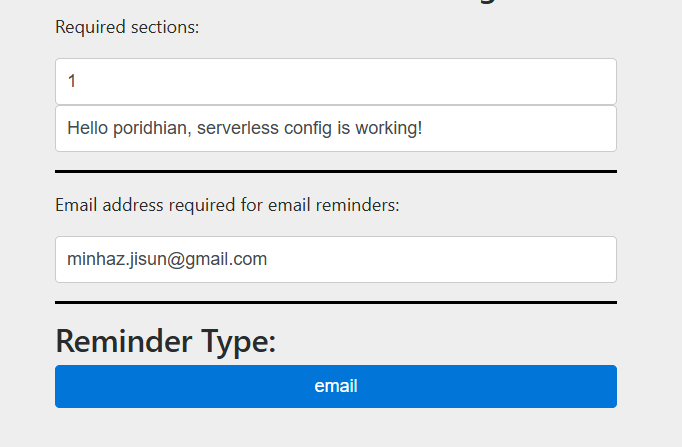 Required sections:
1
Hello poridhian, serverless config is working!
Email address required for email reminders:
minhaz.jisun@gmail.com
Reminder Type:
email